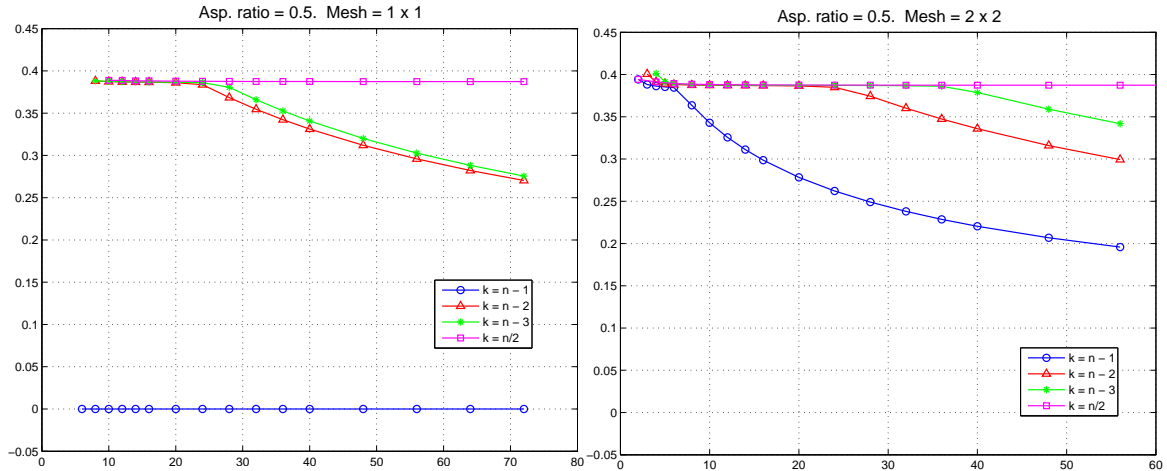 Asp. ratio = 0.5. Mesh = 1 x 1
0.45
0.4
0.35
0.3
0.25
0.2
0.15
0.1
0.05
0
−0.05
0 10 20 30 40 50 60 70 80
k = n − 1
k = n − 2
k = n − 3
k = n/2
Asp. ratio = 0.5. Mesh = 2 x 2
0.45
0.4
0.35
0.3
0.25
0.2
0.15
0.1
0.05
0
−0.05
0 10 20 30 40 50 60
k = n − 1
k = n − 2
k = n − 3
k = n/2